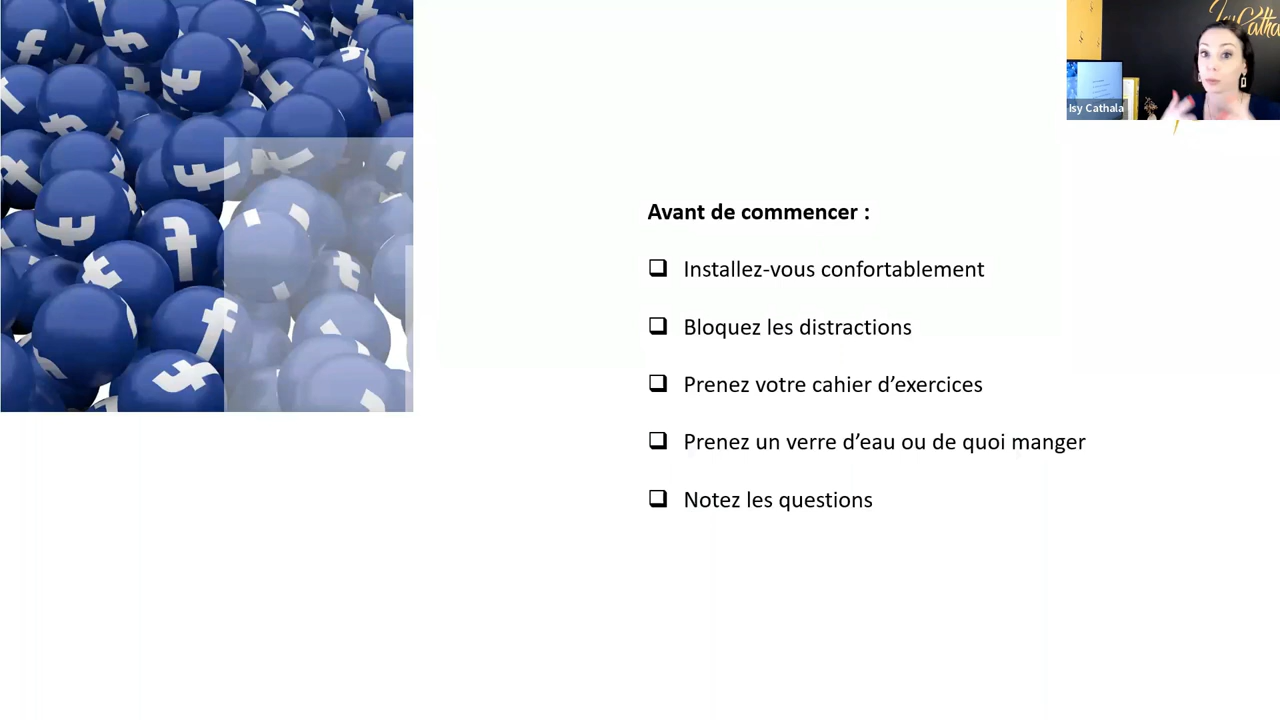 Isy Cathala
Avant de commencer :
❑ Installez-vous confortablement
❑ Bloquez les distractions
❑ Prenez votre cahier d’exercices
❑ Prenez un verre d’eau ou de quoi manger
❑ Notez les questions